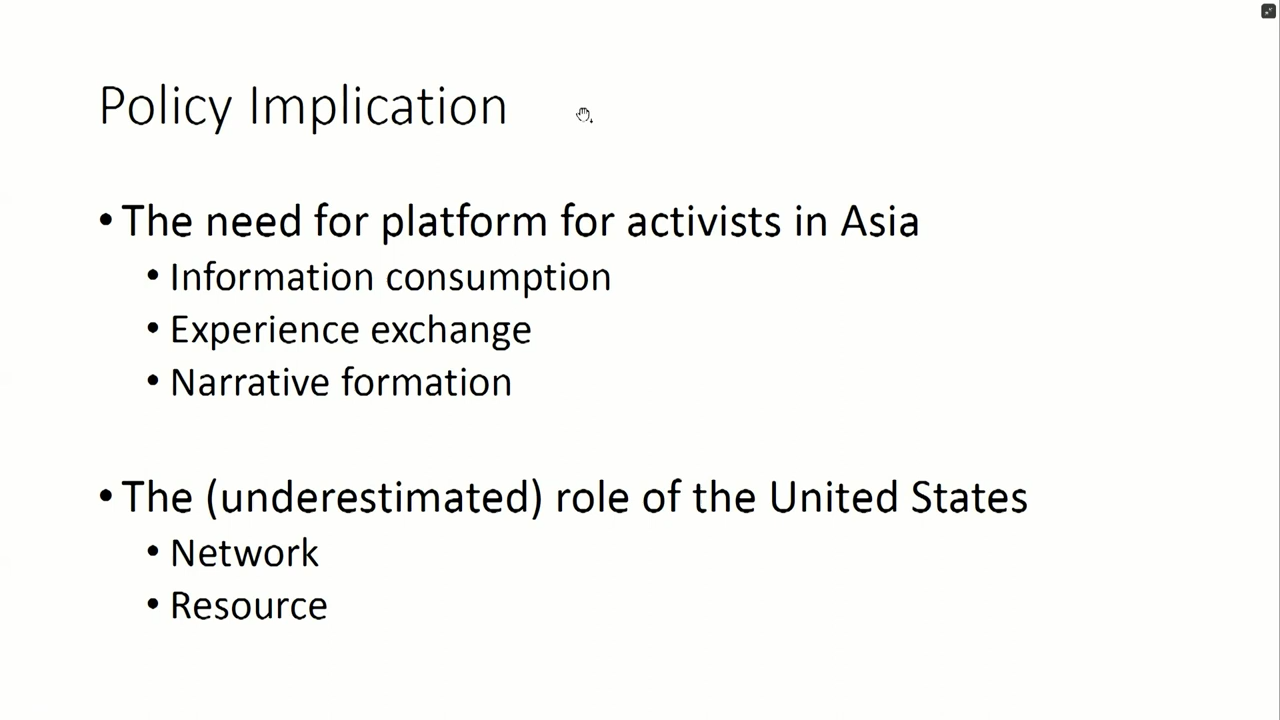 Policy Implication
• The need for platform for activists in Asia
• Information consumption
• Experience exchange
• Narrative formation
• The (underestimated) role of the United States
• Network
• Resource